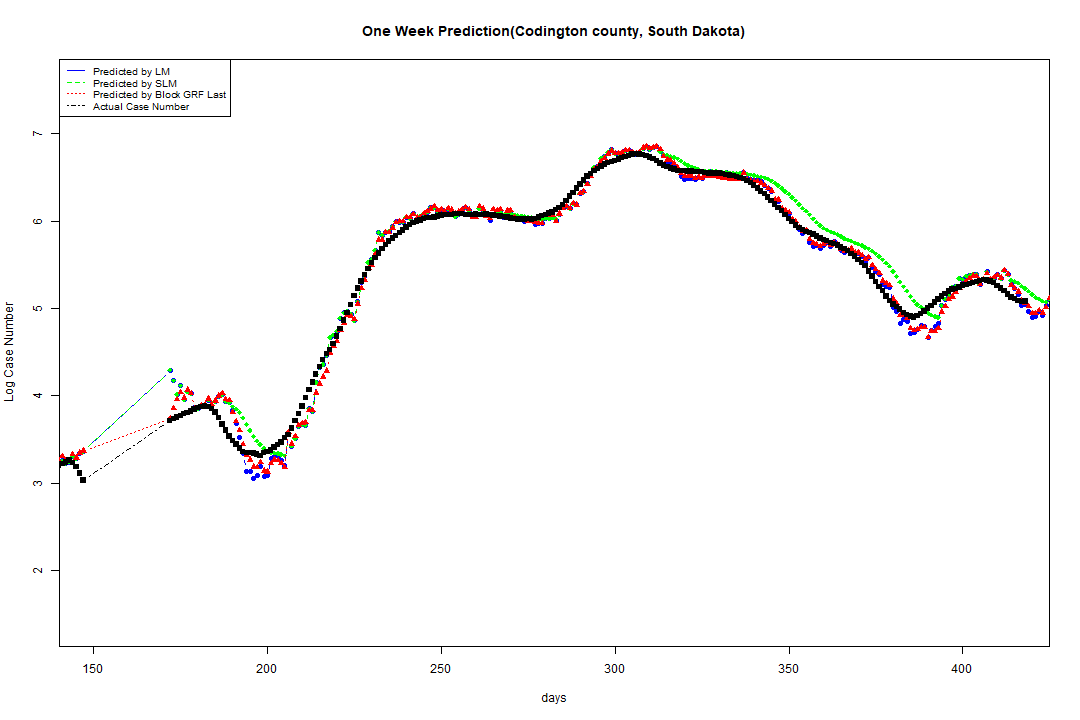 One Week Prediction(Codington county, South Dakota)
Predicted by LM
Predicted by SLM
Predicted by Block GRF Last
Actual Case Number
7
6
5
4
3
2
Log Case Number
150 200 250 300 350 400
days